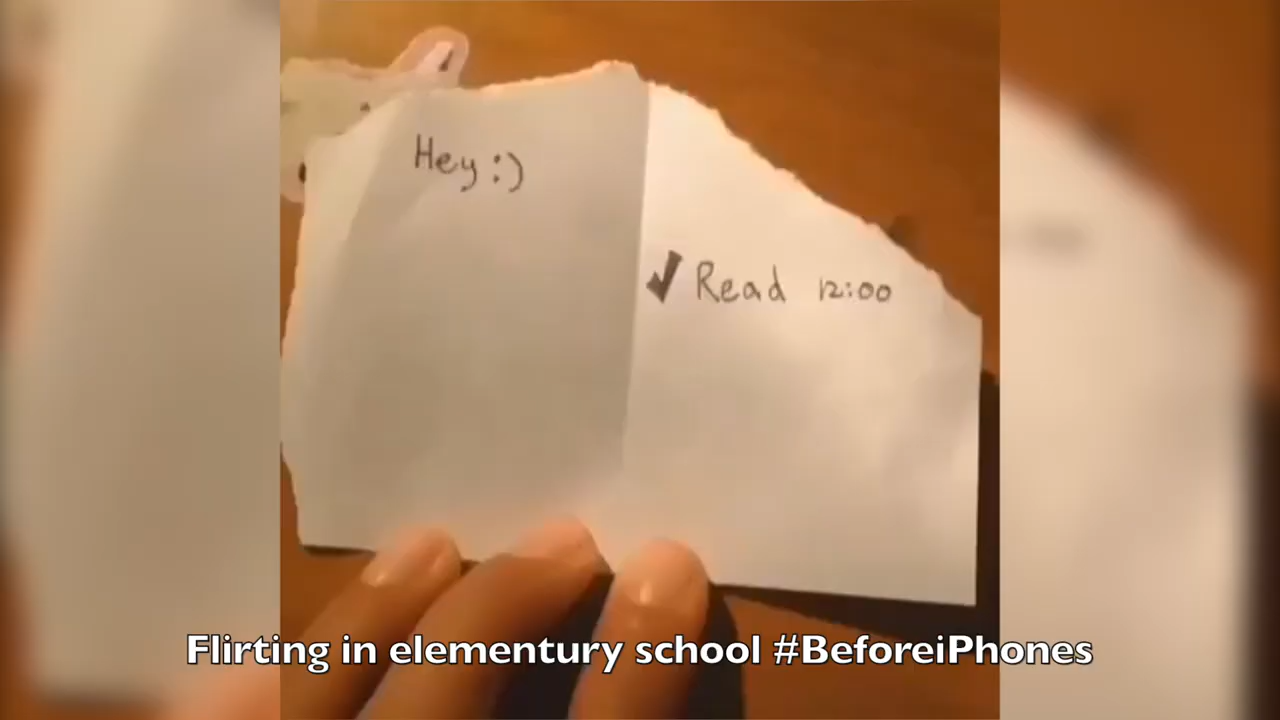 Hey :)
✓ Read 12:00
Flirting in elementury school #BeforeiPhones